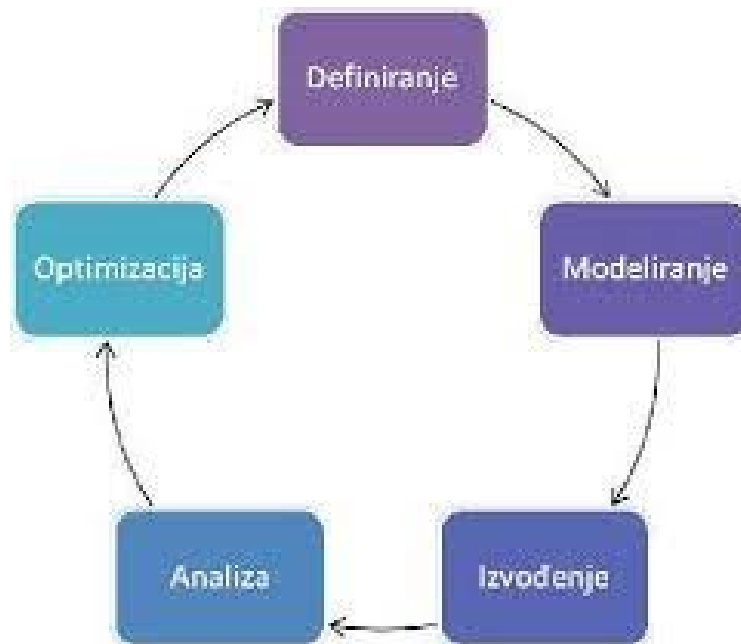 Definiranje
Modeliranje
Izvođenje
Analiza
Optimizacija